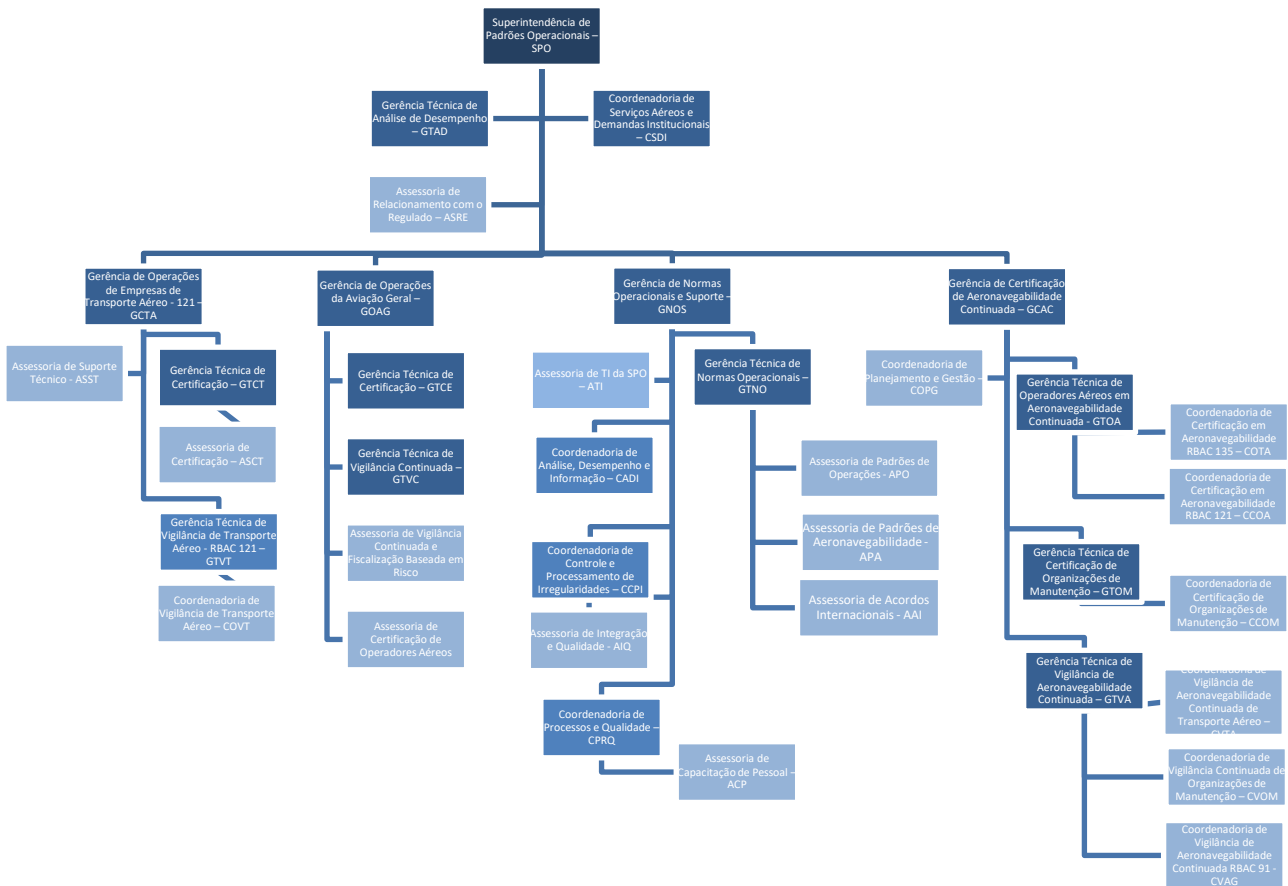 Superintendência de
Padrões Operacionais –
SPO
Gerência Técnica de
Análise de Desempenho
– GTAD
Coordenadoria de
Serviços Aéreos e
Demandas Institucionais
– CSDI
Assessoria de
Relacionamento com o
Regulado – ASRE
Gerência de Operações
de Empresas de
Transporte Aéreo - 121 –
GCTA
Gerência de Operações
da Aviação Geral –
GOAG
Gerência de Normas
Operacionais e Suporte –
GNOS
Gerência de Certificação
de Aeronavegabilidade
Continuada – GCAC
Assessoria de Suporte
Técnico - ASST
Gerência Técnica de
Certificação – GTCT
Assessoria de
Certificação – ASCT
Gerência Técnica de
Vigilância de Transporte
Aéreo - RBAC 121 –
GTVT
Coordenadoria de
Vigilância de Transporte
Aéreo – COVT
Gerência Técnica de
Certificação – GTCE
Gerência Técnica de
Vigilância Continuada –
GTVC
Assessoria de Vigilância
Continuada e
Fiscalização Baseada em
Risco
Assessoria de
Certificação de
Operadores Aéreos
Assessoria de TI da SPO
– ATI
Coordenadoria de
Análise, Desempenho e
Informação – CADI
Coordenadoria de
Controle e
Processamento de
Irregularidades – CCPI
Assessoria de Integração
e Qualidade - AIQ
Coordenadoria de
Processos e Qualidade –
CPRQ
Assessoria de
Capacitação de Pessoal –
ACP
Gerência Técnica de
Normas Operacionais –
GTNO
Assessoria de Padrões de
Operações - APO
Assessoria de Padrões de
Aeronavegabilidade -
APA
Assessoria de Acordos
Internacionais - AAI
Coordenadoria de
Planejamento e Gestão –
COPG
Gerência Técnica de
Operadores Aéreos em
Aeronavegabilidade
Continuada - GTOA
Coordenadoria de
Certificação em
Aeronavegabilidade
RBAC 135 – COTA
Coordenadoria de
Certificação em
Aeronavegabilidade
RBAC 121 – CCOA
Gerência Técnica de
Certificação de
Organizações de
Manutenção – GTOM
Coordenadoria de
Certificação de
Organizações de
Manutenção – CCOM
Gerência Técnica de
Vigilância de
Aeronavegabilidade
Continuada – GTVA
Coordenadoria de
Vigilância de
Aeronavegabilidade
Continuada de
Transporte Aéreo –
CVTA
Coordenadoria de
Vigilância Continuada de
Organizações de
Manutenção – CVOM
Coordenadoria de
Vigilância de
Aeronavegabilidade
Continuada RBAC 91 -
CVAG